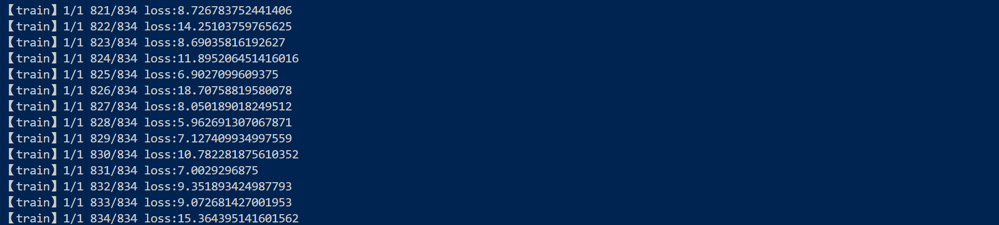 【train】1/1 821/834 loss:8.726783752441406
【train】1/1 822/834 loss:14.25103759765625
【train】1/1 823/834 loss:8.69035816192627
【train】1/1 824/834 loss:11.895206451416016
【train】1/1 825/834 loss:6.9027099609375
【train】1/1 826/834 loss:18.70758819580078
【train】1/1 827/834 loss:8.050189018249512
【train】1/1 828/834 loss:5.962691307067871
【train】1/1 829/834 loss:7.127409934997559
【train】1/1 830/834 loss:10.782281875610352
【train】1/1 831/834 loss:7.0029296875
【train】1/1 832/834 loss:9.351893424987793
【train】1/1 833/834 loss:9.072681427001953
【train】1/1 834/834 loss:15.364395141601562